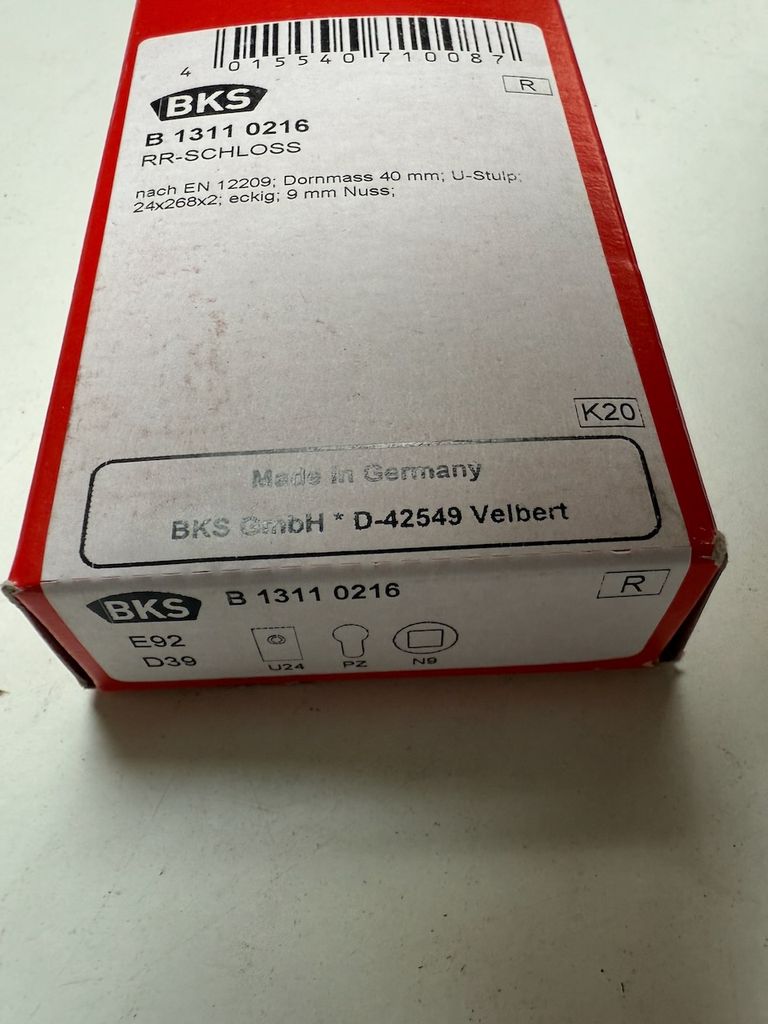 4 015540 710087
R
BKS
B 1311 0216
RR-SCHLOSS
nach EN 12209; Dornmass 40 mm; U-Stulp;
24x268x2; eckig; 9 mm Nuss;
K20
Made in Germany
BKS GmbH * D-42549 Velbert
BKS B 1311 0216 R
E92
D39
U24 PZ N9